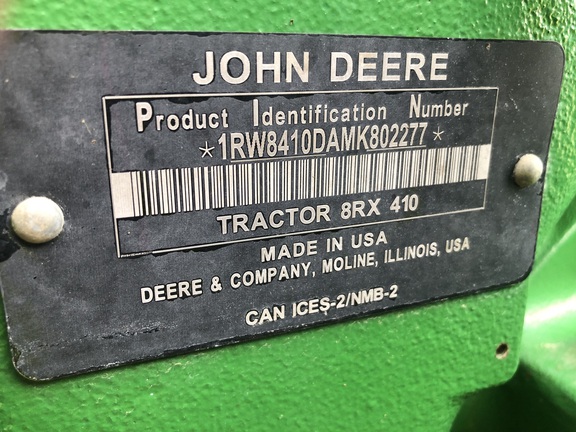 JOHN DEERE
Product Identification Number
*1RW8410DAMK802277*
TRACTOR 8RX 410
MADE IN USA
DEERE & COMPANY, MOLINE, ILLINOIS, USA
CAN ICES-2/NMB-2